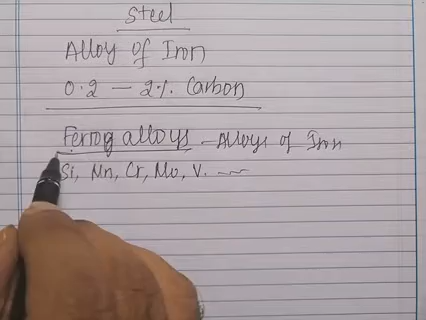 Steel
Alloy of Iron
0.2 — 2%. Carbon
Ferro alloys - Alloys of Iron
Si, Mn, Cr, Mo, V.